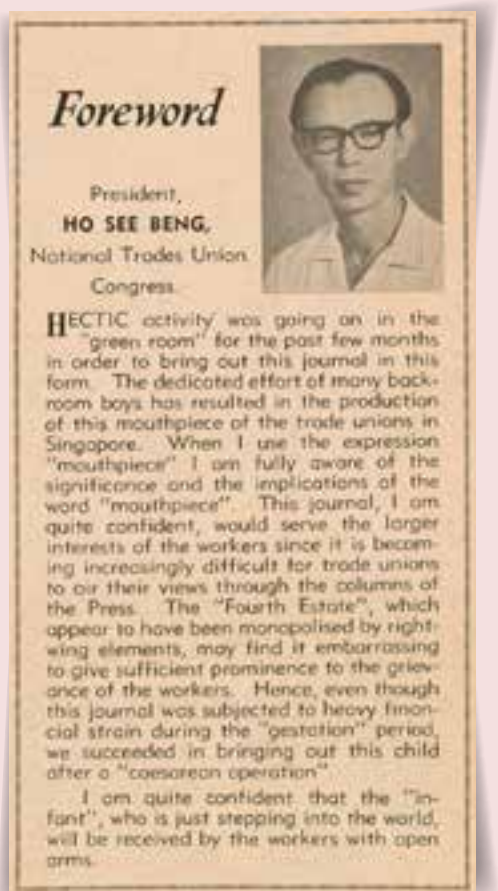 Foreword
President,
HO SEE BENG,
National Trades Union
Congress.
HECTIC activity was going on in the
"green room" for the past few months
in order to bring out this journal in this
form. The dedicated effort of many back-
room boys has resulted in the production
of this mouthpiece of the trade unions in
Singapore. When I use the expression
"mouthpiece" I am fully aware of the
significance and the implications of the
word "mouthpiece". This journal, I am
quite confident, would serve the larger
interests of the workers since it is becom-
ing increasingly difficult for trade unions
to air their views through the columns of
the Press. The "Fourth Estate", which
appear to have been monopolised by right-
wing elements, may find it embarrassing
to give sufficient prominence to the griev-
ance of the workers. Hence, even though
this journal was subjected to heavy finan-
cial strain during the "gestation" period,
we succeeded in bringing out this child
after a "caesarean operation"
I am quite confident that the "in-
fant", who is just stepping into the world,
will be received by the workers with open
arms.